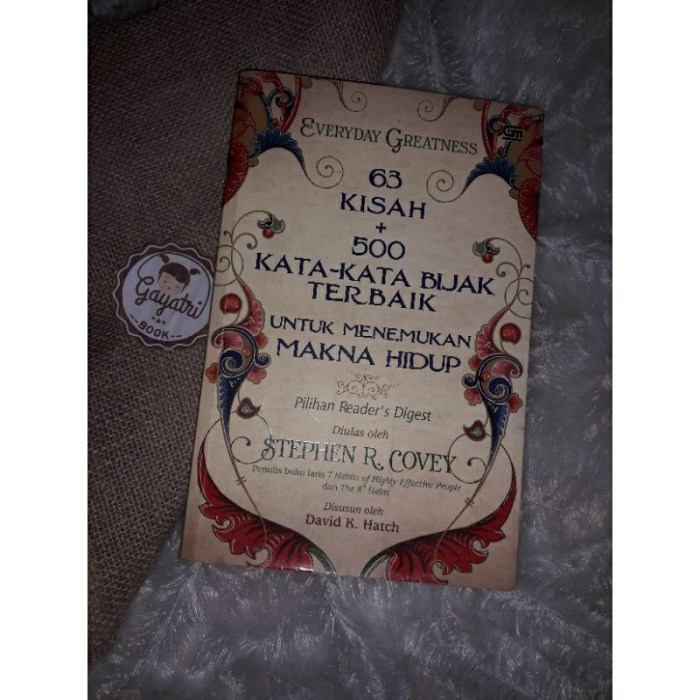 EVERYDAY GREATNESS
GM
63
KISAH
+
500
KATA-KATA BIJAK
TERBAIK
UNTUK MENEMUKAN
MAKNA HIDUP
Pilihan Reader's Digest
Diulas oleh
STEPHEN R. COVEY
Penulis buku laris 7 Habits of Highly Effective People
dan The 8th Habit
Disusun oleh
David K. Hatch
Gayatri
--BOOK--